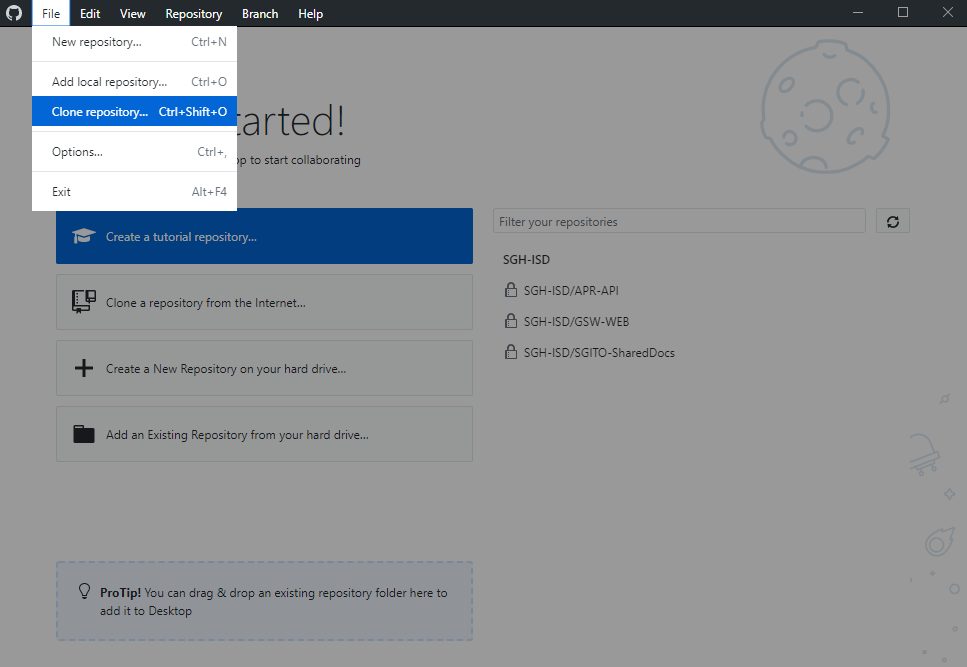 File Edit View Repository Branch Help
New repository... Ctrl+N
Add local repository... Ctrl+O
Clone repository... Ctrl+Shift+O
Options... Ctrl+,
Exit Alt+F4
to start collaborating
Create a tutorial repository...
Clone a repository from the Internet...
Create a New Repository on your hard drive...
Add an Existing Repository from your hard drive...
ProTip! You can drag & drop an existing repository folder here to
add it to Desktop
Filter your repositories
SGH-ISD
SGH-ISD/APR-API
SGH-ISD/GSW-WEB
SGH-ISD/SGITO-SharedDocs